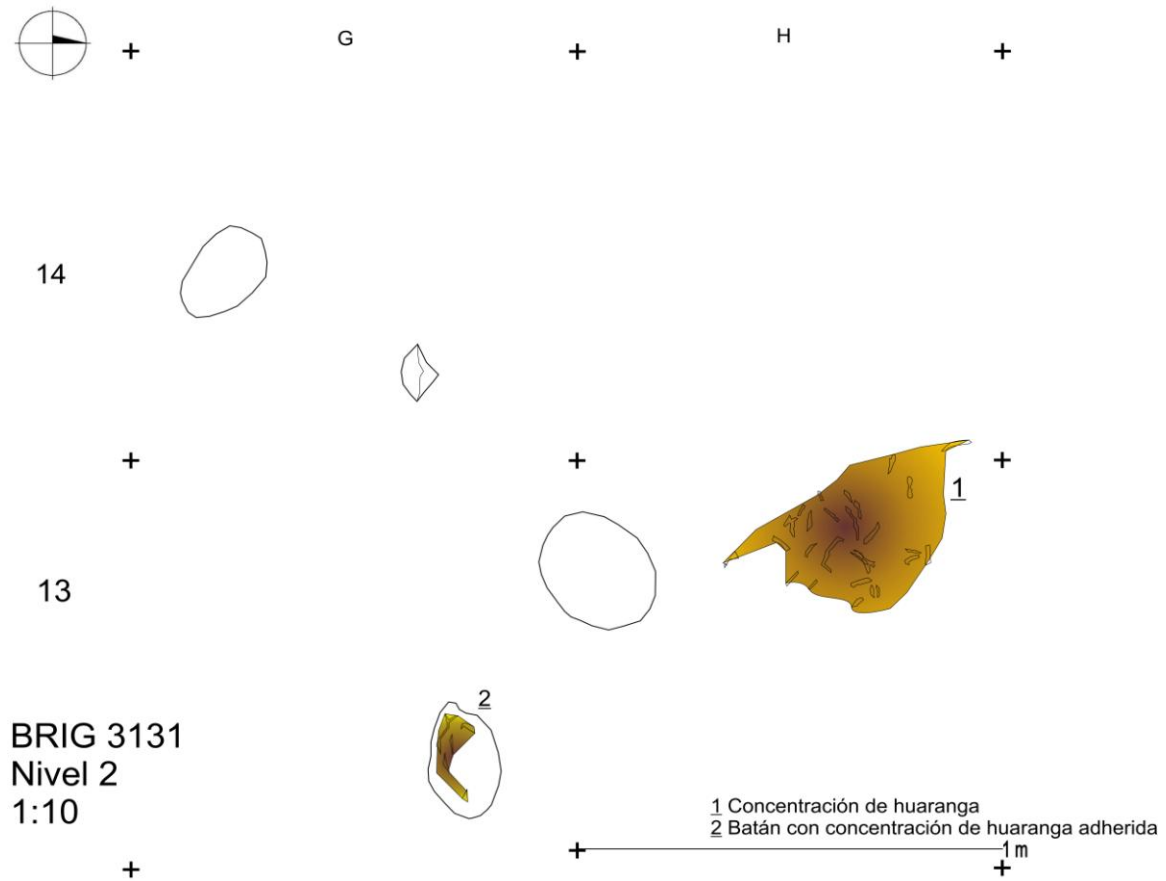 G
H
14
1
13
2
BRIG 3131
Nivel 2
1:10
1 Concentración de huaranga
2 Batán con concentración de huaranga adherida
1 m